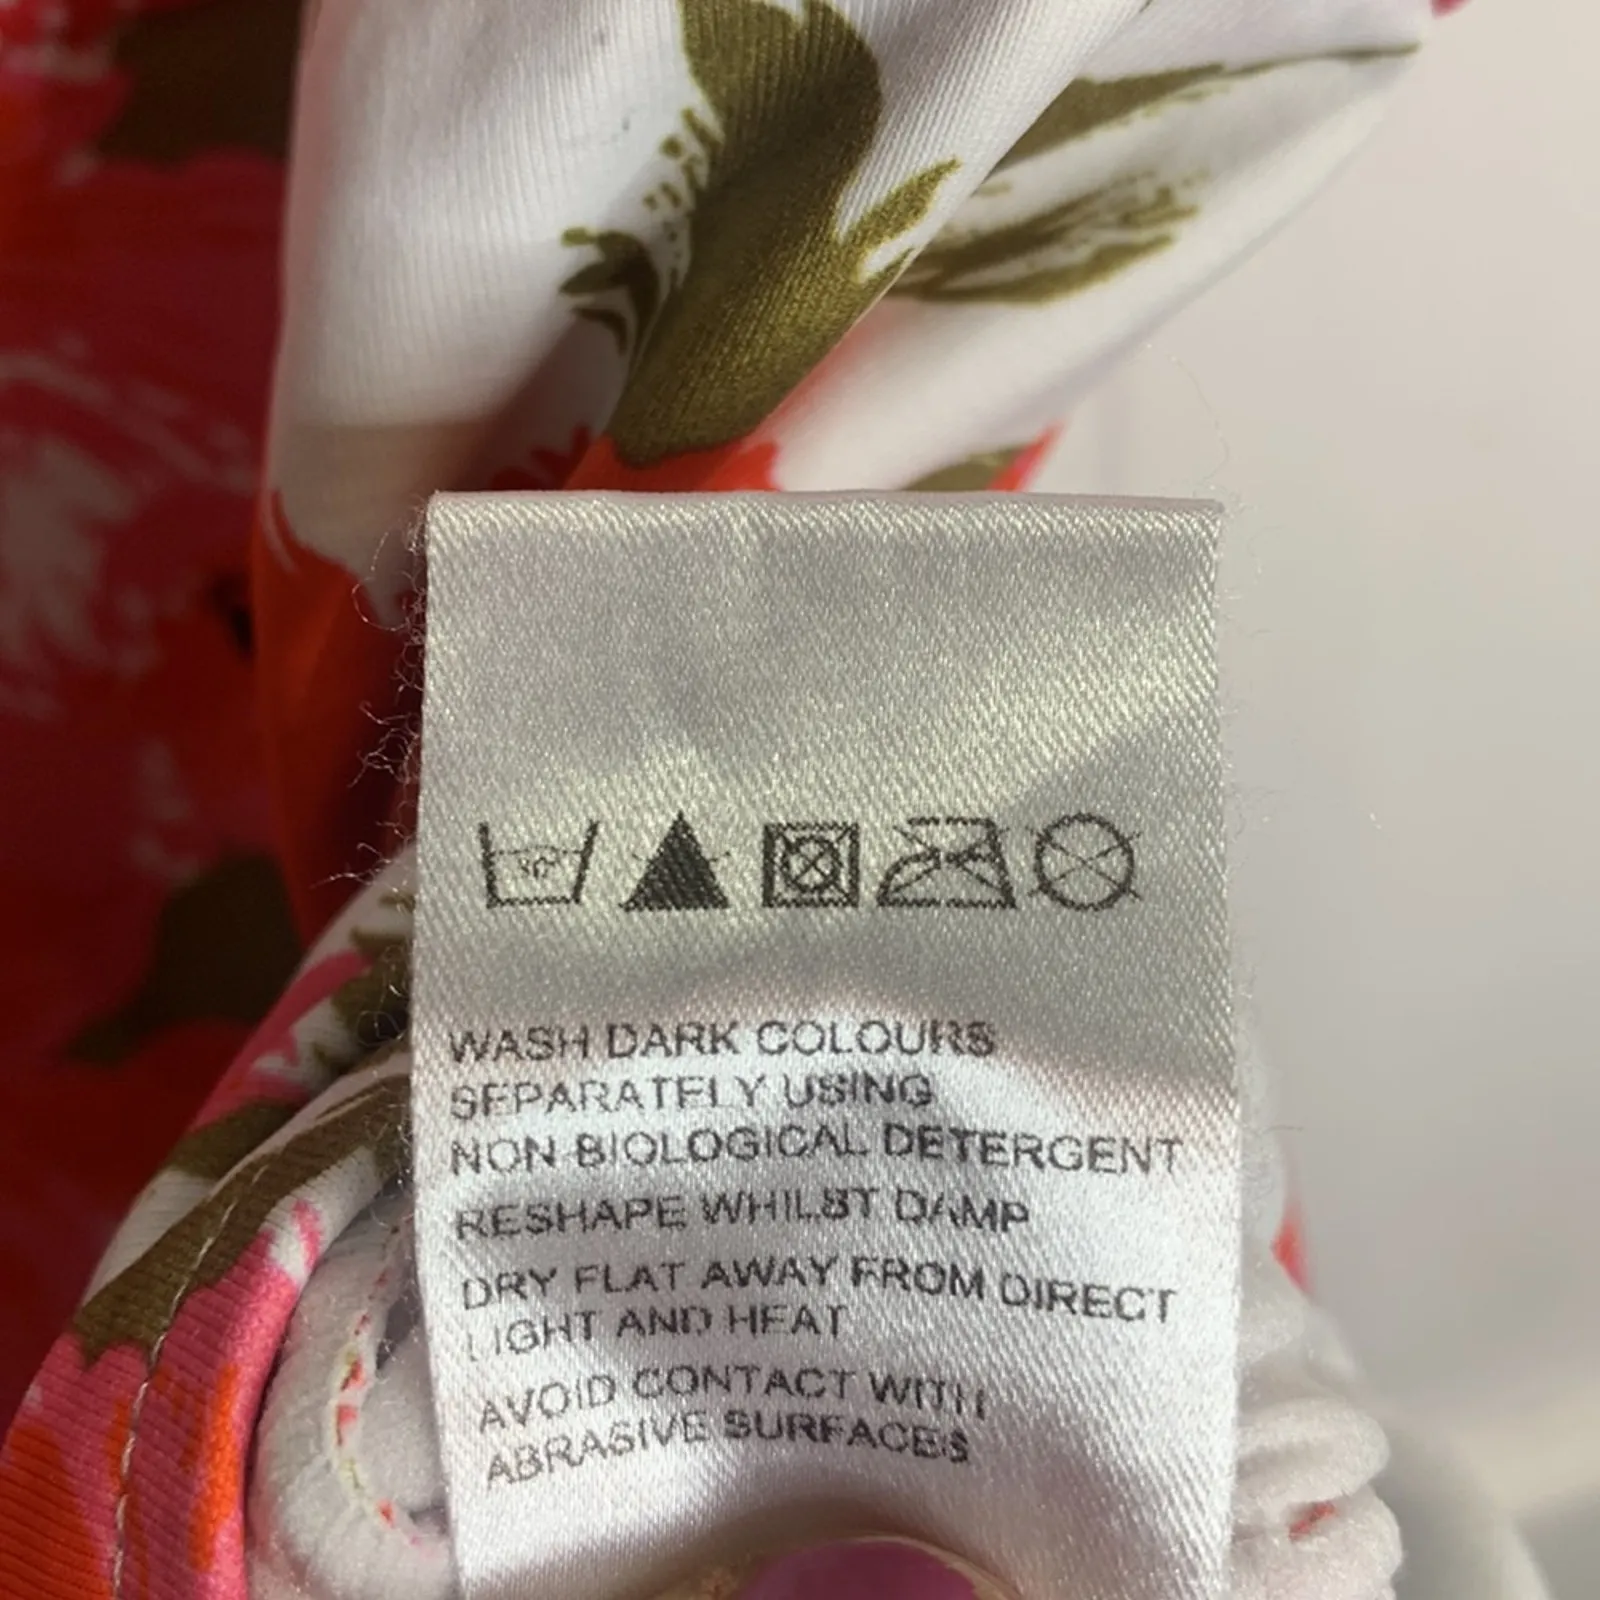 30°
WASH DARK COLOURS
SEPARATELY USING
NON-BIOLOGICAL DETERGENT
RESHAPE WHILST DAMP
DRY FLAT AWAY FROM DIRECT
LIGHT AND HEAT
AVOID CONTACT WITH
ABRASIVE SURFACES